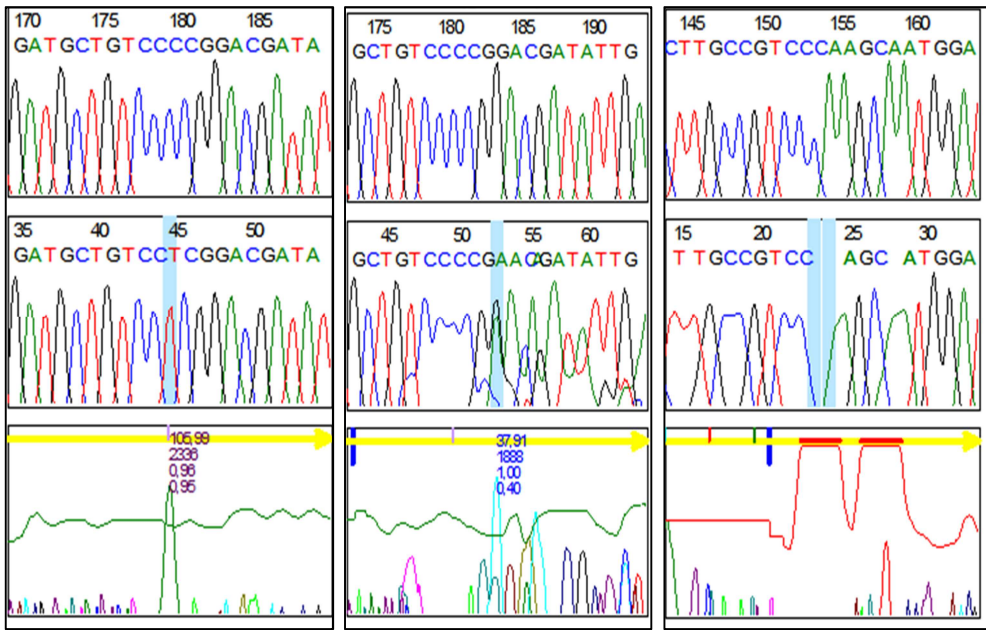 170 175 180 185
GATGCTGTCCCCGGACGATA
35 40 45 50
GATGCTGTCCTCGGACGATA
105,99
2336
0,96
0,95
175 180 185 190
GCTGTCCCCGGACGATATTG
45 50 55 60
GCTGTCCCCGAACAGATATTG
37,91
1888
1,00
0,40
145 150 155 160
CTTGCCGTCCCAAGCAATGGA
15 20 25 30
TTGCCGTCC AGC ATGGA